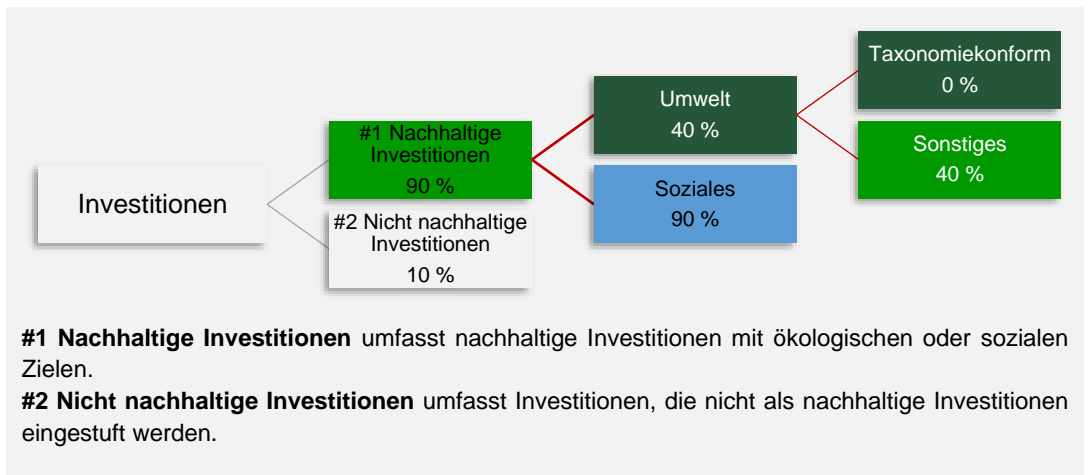 Investitionen
#1 Nachhaltige
Investitionen
90 %
#2 Nicht nachhaltige
Investitionen
10 %
Umwelt
40 %
Soziales
90 %
Taxonomiekonform
0 %
Sonstiges
40 %
#1 Nachhaltige Investitionen umfasst nachhaltige Investitionen mit ökologischen oder sozialen
Zielen.
#2 Nicht nachhaltige Investitionen umfasst Investitionen, die nicht als nachhaltige Investitionen
eingestuft werden.